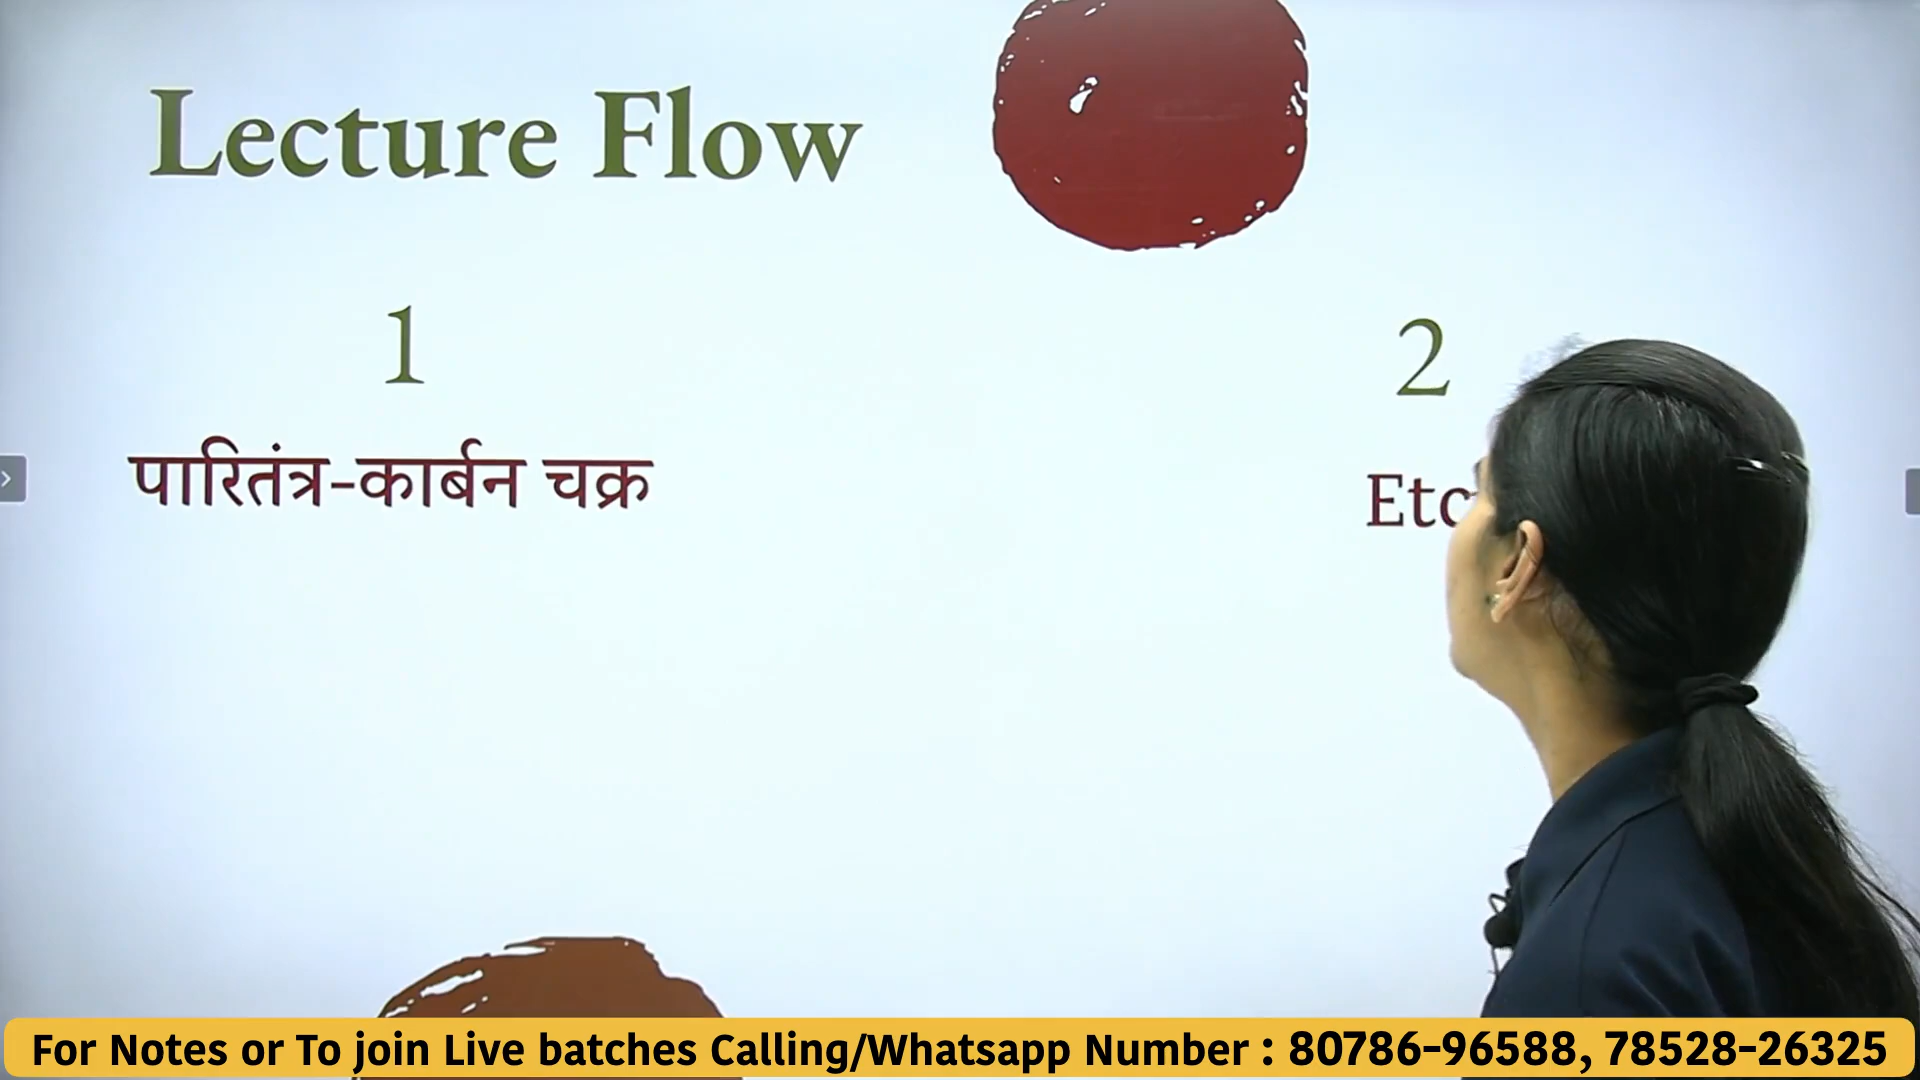 Lecture Flow
1
पारितंत्र-कार्बन चक्र
2
Etc
For Notes or To join Live batches Calling/Whatsapp Number : 80786-96588, 78528-26325